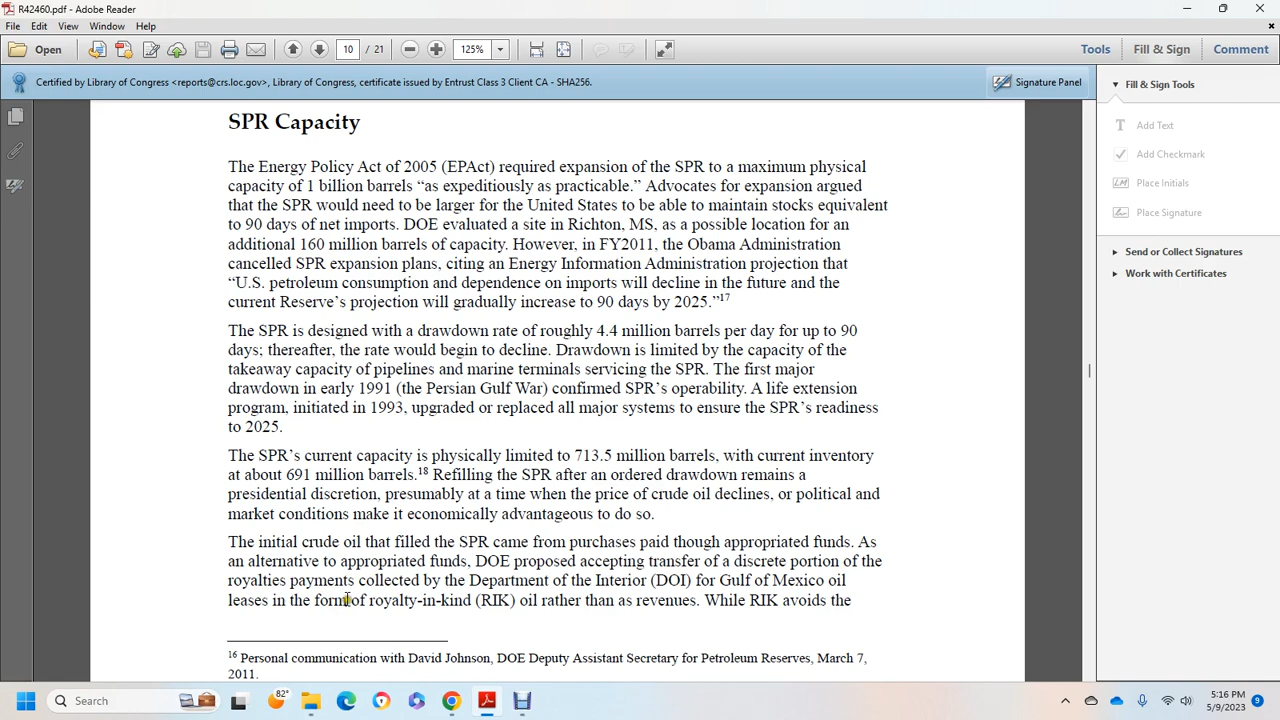 R42460.pdf - Adobe Reader
File Edit View Window Help
Open 10 / 21 125% Tools Fill & Sign Comment
Certified by Library of Congress <reports@crs.loc.gov>, Library of Congress, certificate issued by Entrust Class 3 Client CA - SHA256.
Signature Panel
Fill & Sign Tools
Add Text
Add Checkmark
Place Initials
Place Signature
Send or Collect Signatures
Work with Certificates
SPR Capacity
The Energy Policy Act of 2005 (EPAct) required expansion of the SPR to a maximum physical
capacity of 1 billion barrels “as expeditiously as practicable.” Advocates for expansion argued
that the SPR would need to be larger for the United States to be able to maintain stocks equivalent
to 90 days of net imports. DOE evaluated a site in Richton, MS, as a possible location for an
additional 160 million barrels of capacity. However, in FY2011, the Obama Administration
cancelled SPR expansion plans, citing an Energy Information Administration projection that
“U.S. petroleum consumption and dependence on imports will decline in the future and the
current Reserve’s projection will gradually increase to 90 days by 2025.”17
The SPR is designed with a drawdown rate of roughly 4.4 million barrels per day for up to 90
days; thereafter, the rate would begin to decline. Drawdown is limited by the capacity of the
takeaway capacity of pipelines and marine terminals servicing the SPR. The first major
drawdown in early 1991 (the Persian Gulf War) confirmed SPR’s operability. A life extension
program, initiated in 1993, upgraded or replaced all major systems to ensure the SPR’s readiness
to 2025.
The SPR’s current capacity is physically limited to 713.5 million barrels, with current inventory
at about 691 million barrels.18 Refilling the SPR after an ordered drawdown remains a
presidential discretion, presumably at a time when the price of crude oil declines, or political and
market conditions make it economically advantageous to do so.
The initial crude oil that filled the SPR came from purchases paid though appropriated funds. As
an alternative to appropriated funds, DOE proposed accepting transfer of a discrete portion of the
royalties payments collected by the Department of the Interior (DOI) for Gulf of Mexico oil
leases in the form of royalty-in-kind (RIK) oil rather than as revenues. While RIK avoids the
16 Personal communication with David Johnson, DOE Deputy Assistant Secretary for Petroleum Reserves, March 7,
2011.
Search
82°
5:16 PM
5/9/2023
9